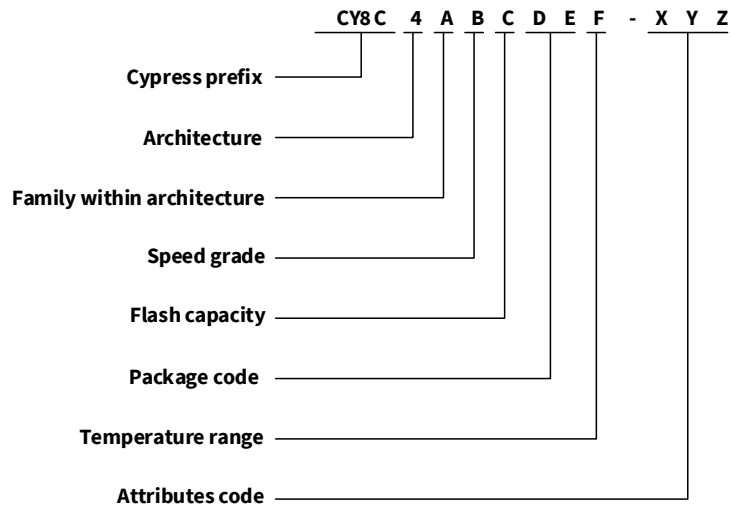 CY8C 4 A B C D E F - X Y Z
Cypress prefix
Architecture
Family within architecture
Speed grade
Flash capacity
Package code
Temperature range
Attributes code